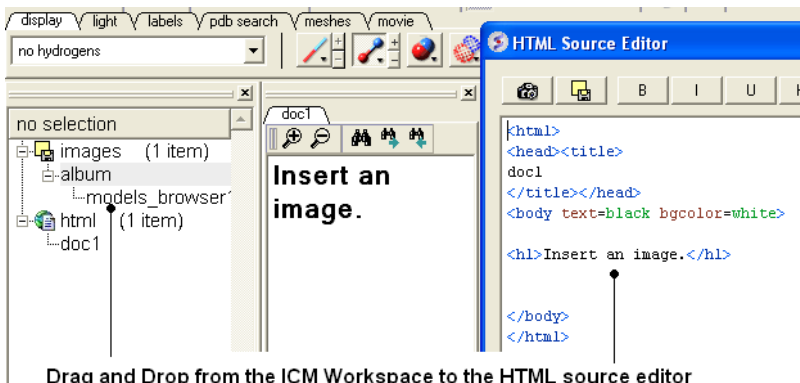 display light labels pdb search meshes movie
no hydrogens
HTML Source Editor
B I U
no selection
images (1 item)
album
models_browser
html (1 item)
doc1
doc1
Insert an
image.
<html>
<head><title>
doc1
</title></head>
<body text=black bgcolor=white>
<h1>Insert an image.</h1>
</body>
</html>
Drag and Drop from the ICM Workspace to the HTML source editor